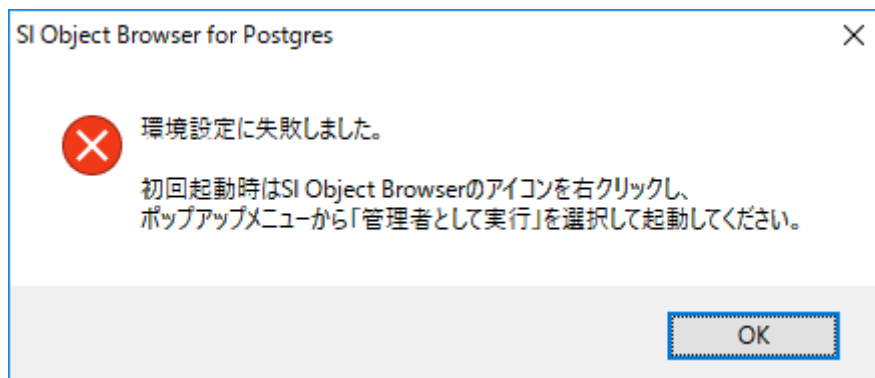 SI Object Browser for Postgres
環境設定に失敗しました。
初回起動時はSI Object Browserのアイコンを右クリックし、
ポップアップメニューから「管理者として実行」を選択して起動してください。
OK